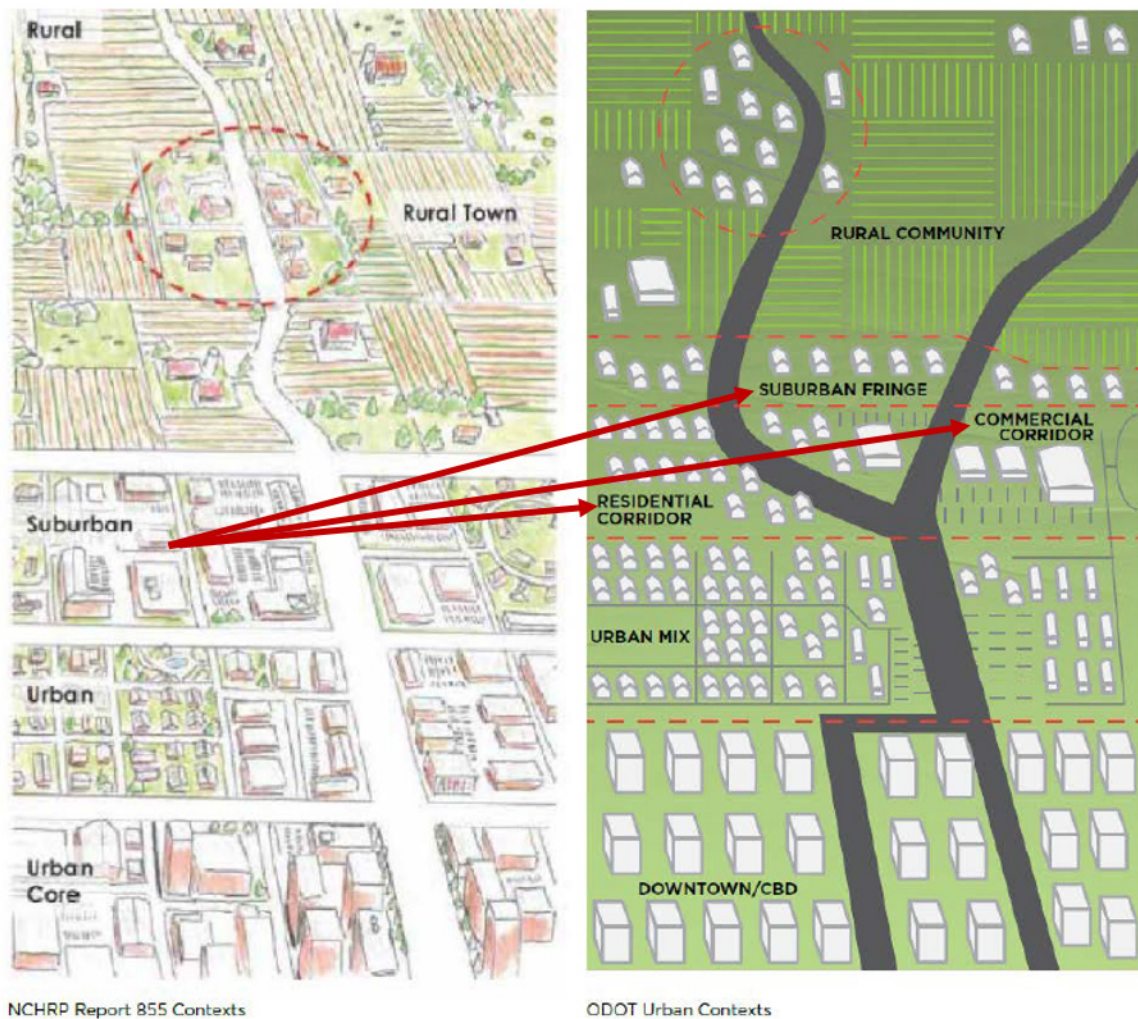 Rural
Rural Town
Suburban
Urban
Urban
Core
NCHRP Report 855 Contexts
RURAL COMMUNITY
SUBURBAN FRINGE
COMMERCIAL
CORRIDOR
RESIDENTIAL
CORRIDOR
URBAN MIX
DOWNTOWN/CBD
ODOT Urban Contexts